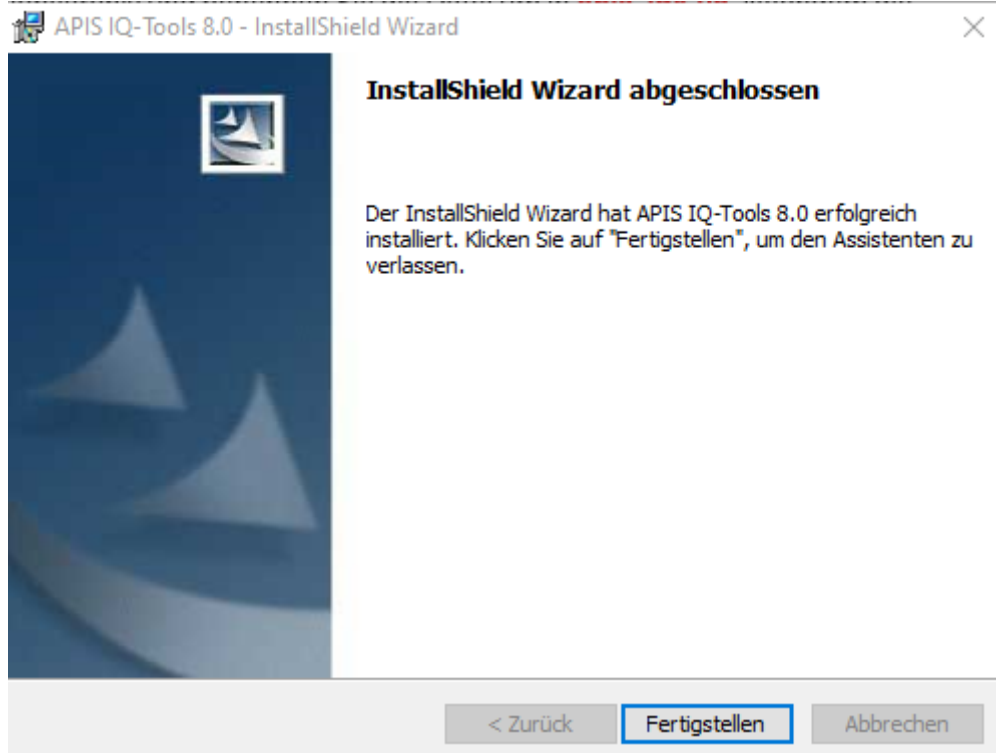 APIS IQ-Tools 8.0 - InstallShield Wizard
InstallShield Wizard abgeschlossen
Der InstallShield Wizard hat APIS IQ-Tools 8.0 erfolgreich
installiert. Klicken Sie auf "Fertigstellen", um den Assistenten zu
verlassen.
< Zurück
Fertigstellen
Abbrechen